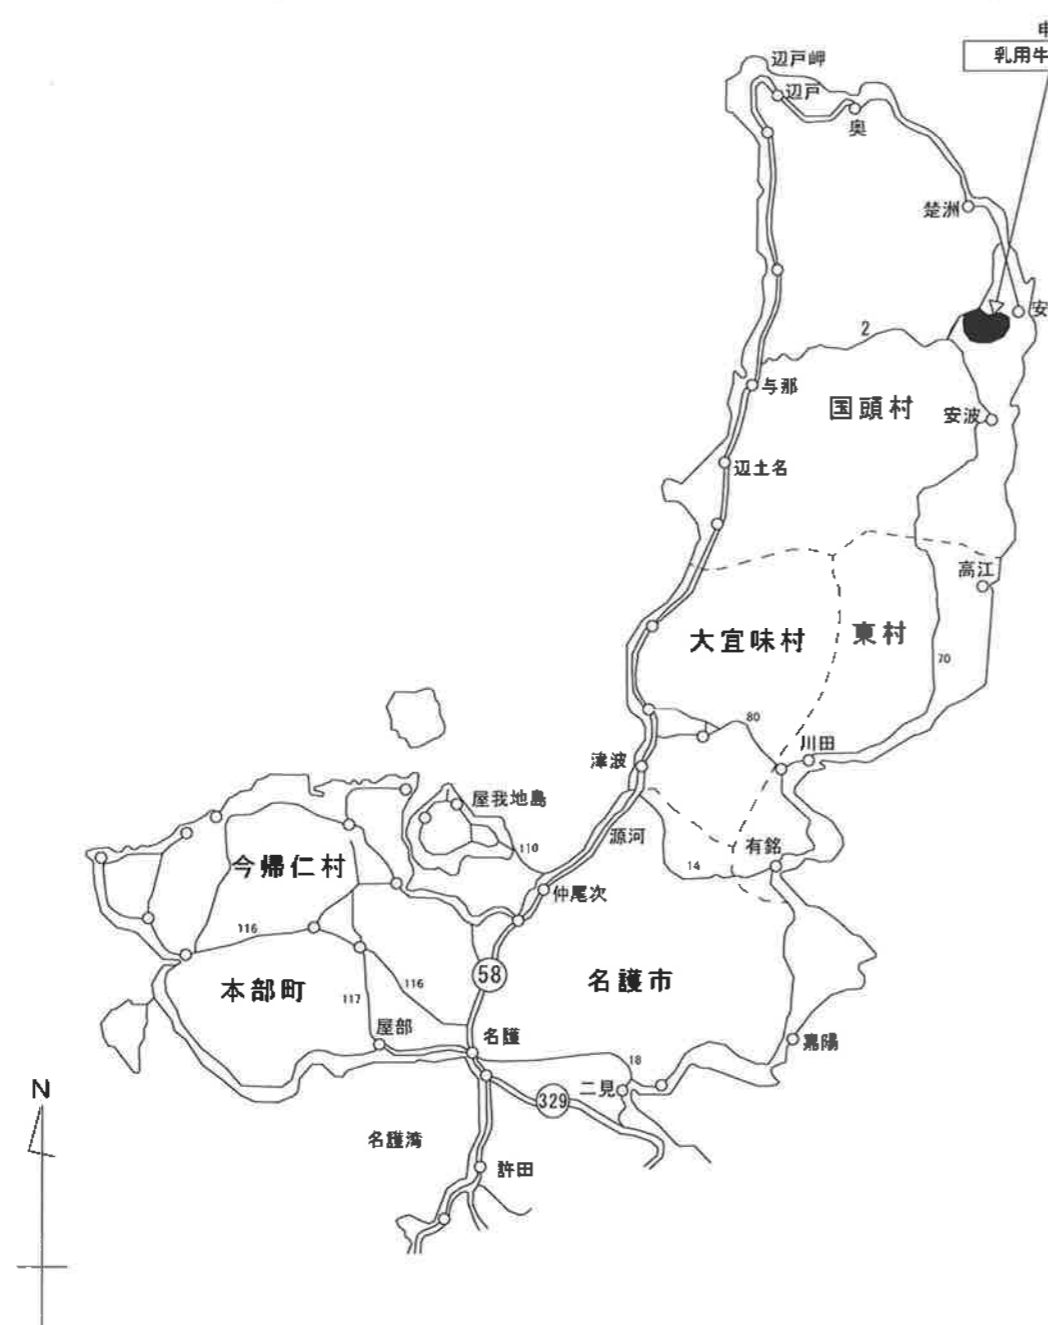 申
乳用牛
辺戸岬
辺戸
奥
楚洲
安
2
与那
国頭村
安波
辺土名
高江
大宜味村
東村
70
80
川田
津波
屋我地島
源河
有銘
110
14
今帰仁村
仲尾次
116
58
本部町
117
116
名護市
屋部
名護
嘉陽
18
二見
329
N
名護湾
許田